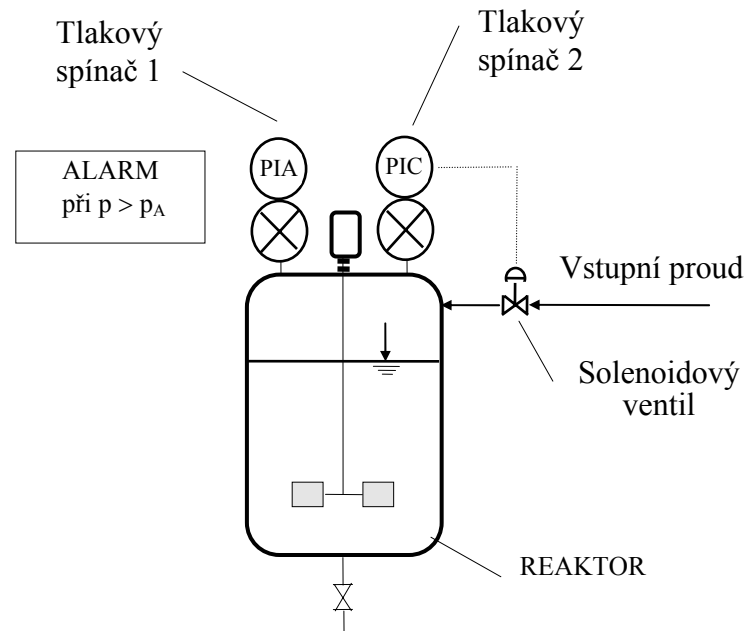 Tlakový
spínač 1
Tlakový
spínač 2
ALARM
při p > pA
PIA
PIC
Vstupní proud
Solenoidový
ventil
REAKTOR